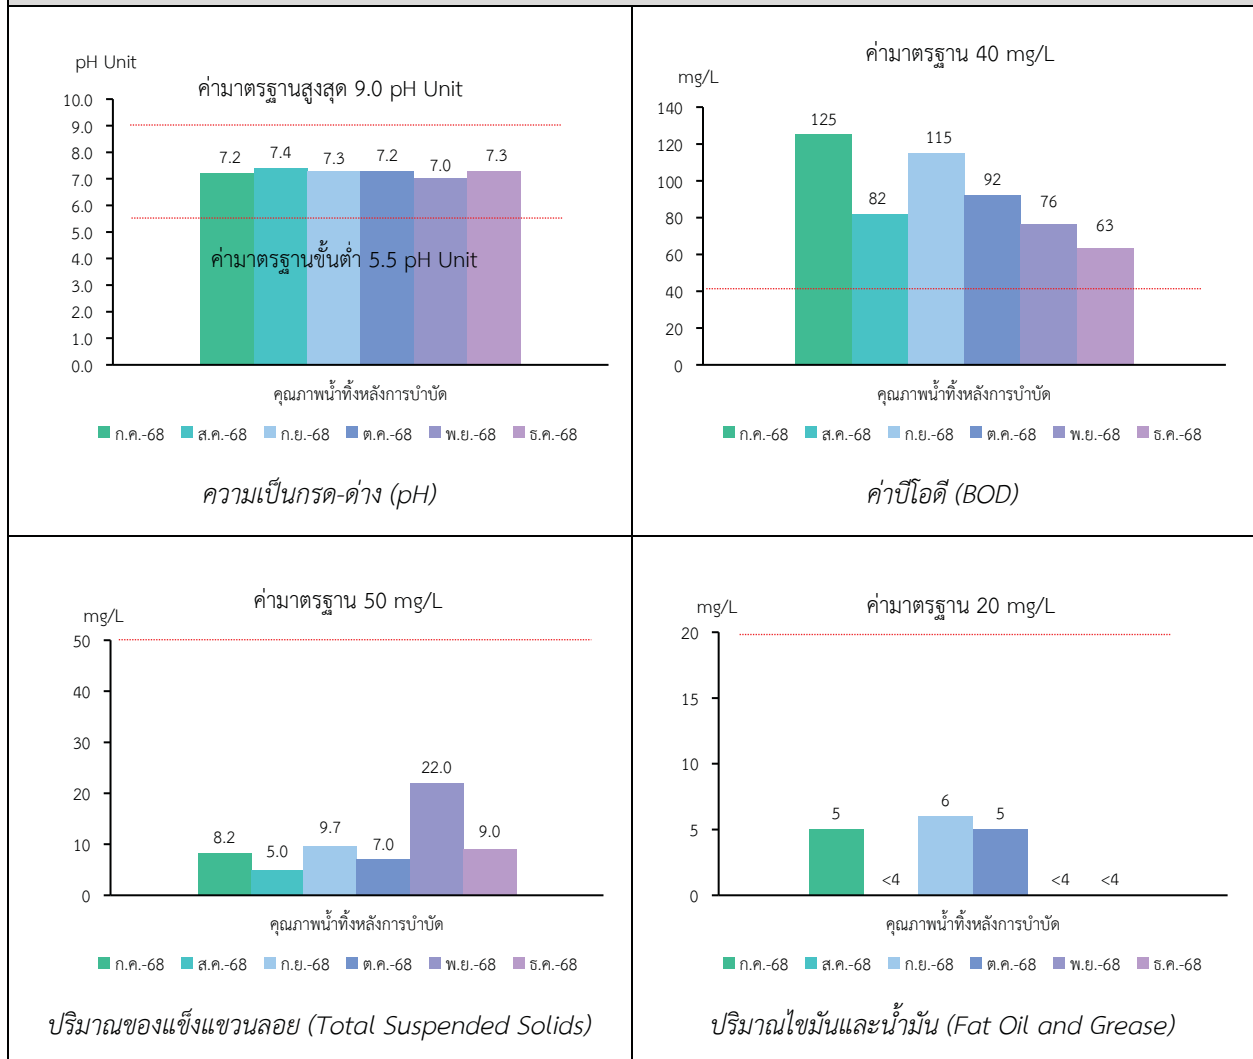 pH Unit
ค่ามาตรฐานสูงสุด 9.0 pH Unit
10.0
9.0
8.0
7.0
6.0
5.0
4.0
3.0
2.0
1.0
0.0
7.2 7.4 7.3 7.2 7.0 7.3
ค่ามาตรฐานขั้นต่ำ 5.5 pH Unit
คุณภาพน้ำทิ้งหลังการบำบัด
ก.ค.-68 ส.ค.-68 ก.ย.-68 ต.ค.-68 พ.ย.-68 ธ.ค.-68
ความเป็นกรด-ด่าง (pH)
ค่ามาตรฐาน 40 mg/L
mg/L
140
120
100
80
60
40
20
0
125 82 115 92 76 63
คุณภาพน้ำทิ้งหลังการบำบัด
ก.ค.-68 ส.ค.-68 ก.ย.-68 ต.ค.-68 พ.ย.-68 ธ.ค.-68
ค่าบีโอดี (BOD)
ค่ามาตรฐาน 50 mg/L
mg/L
50
40
30
20
10
0
8.2 5.0 9.7 7.0 22.0 9.0
คุณภาพน้ำทิ้งหลังการบำบัด
ก.ค.-68 ส.ค.-68 ก.ย.-68 ต.ค.-68 พ.ย.-68 ธ.ค.-68
ปริมาณของแข็งแขวนลอย (Total Suspended Solids)
ค่ามาตรฐาน 20 mg/L
mg/L
20
15
10
5
0
5 <4 6 5 <4 <4
คุณภาพน้ำทิ้งหลังการบำบัด
ก.ค.-68 ส.ค.-68 ก.ย.-68 ต.ค.-68 พ.ย.-68 ธ.ค.-68
ปริมาณไขมันและน้ำมัน (Fat Oil and Grease)